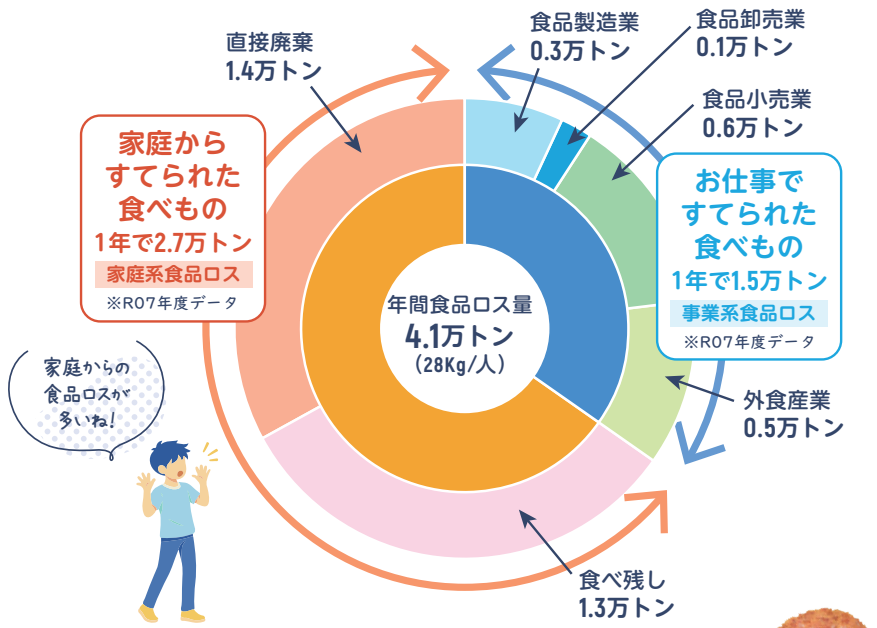 直接廃棄
1.4万トン
食品製造業
0.3万トン
食品卸売業
0.1万トン
食品小売業
0.6万トン
家庭から
すてられた
食べもの
1年で2.7万トン
家庭系食品ロス
※R07年度データ
お仕事で
すてられた
食べもの
1年で1.5万トン
事業系食品ロス
※R07年度データ
年間食品ロス量
4.1万トン
(28Kg/人)
家庭からの
食品ロスが
多いね!
外食産業
0.5万トン
食べ残し
1.3万トン